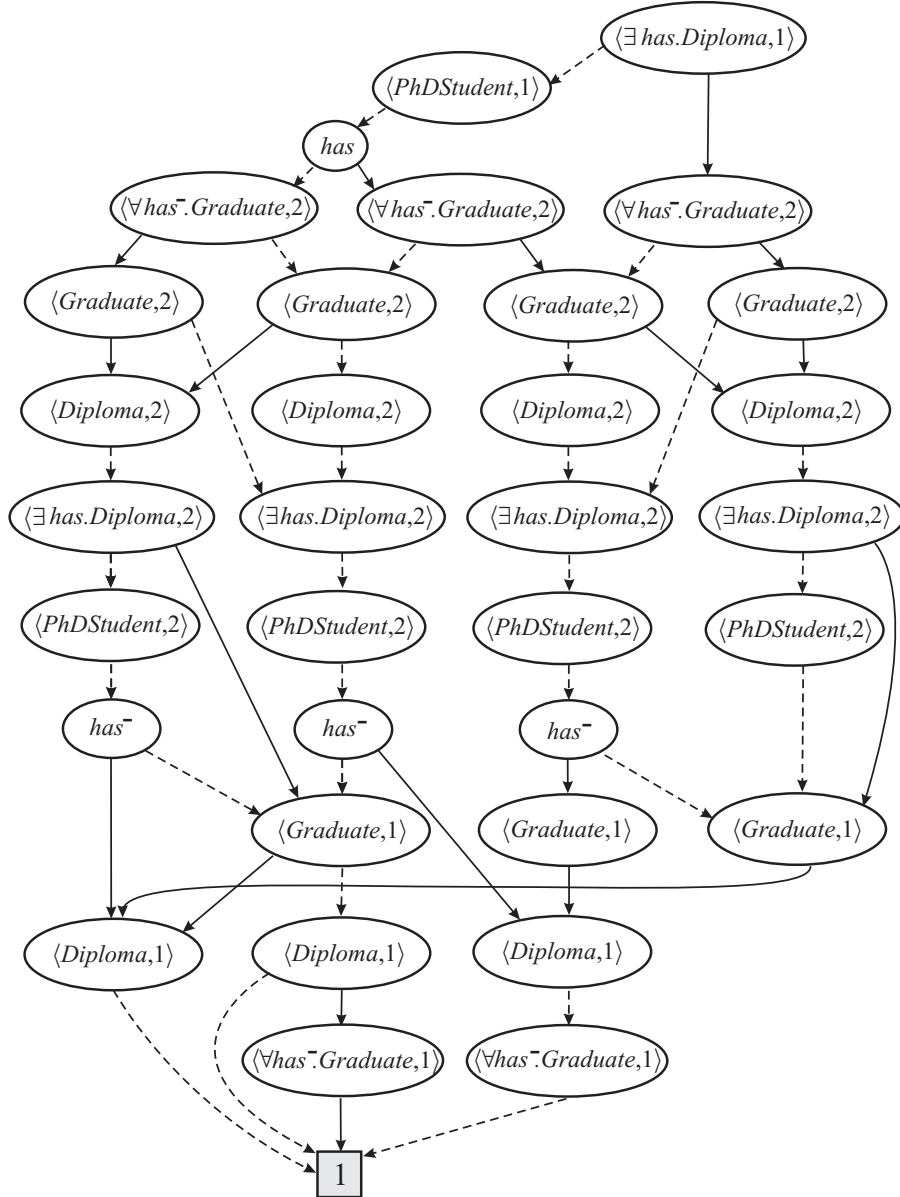 ⟨∃has.Diploma,1⟩
⟨PhDStudent,1⟩
has
⟨∀has⁻.Graduate,2⟩ ⟨∀has⁻.Graduate,2⟩ ⟨∀has⁻.Graduate,2⟩
⟨Graduate,2⟩ ⟨Graduate,2⟩ ⟨Graduate,2⟩ ⟨Graduate,2⟩
⟨Diploma,2⟩ ⟨Diploma,2⟩ ⟨Diploma,2⟩ ⟨Diploma,2⟩
⟨∃has.Diploma,2⟩ ⟨∃has.Diploma,2⟩ ⟨∃has.Diploma,2⟩ ⟨∃has.Diploma,2⟩
⟨PhDStudent,2⟩ ⟨PhDStudent,2⟩ ⟨PhDStudent,2⟩ ⟨PhDStudent,2⟩
has⁻ has⁻ has⁻
⟨Graduate,1⟩ ⟨Graduate,1⟩ ⟨Graduate,1⟩
⟨Diploma,1⟩ ⟨Diploma,1⟩ ⟨Diploma,1⟩
⟨∀has⁻.Graduate,1⟩ ⟨∀has⁻.Graduate,1⟩
1